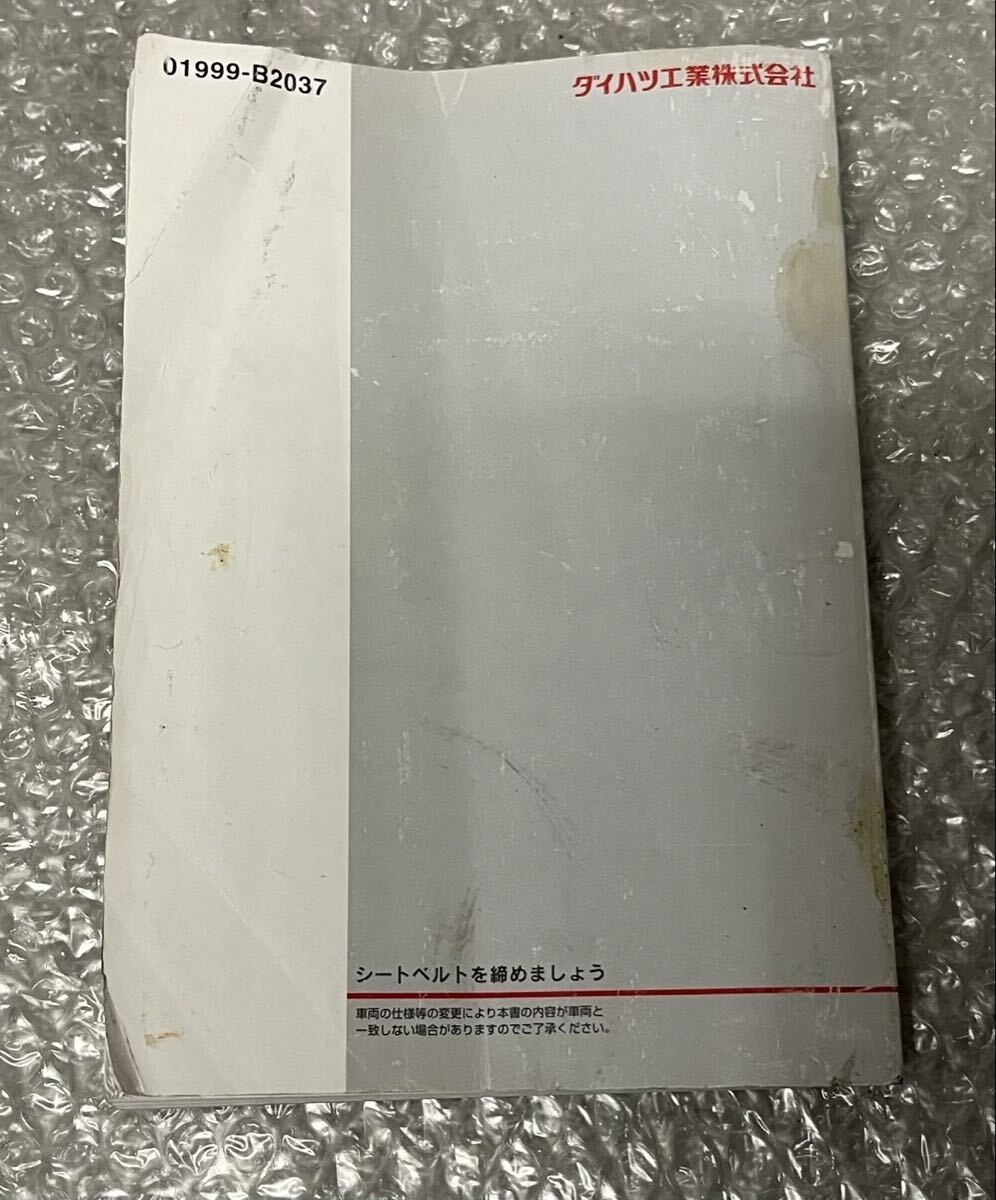 01999-B2037
ダイハツ工業株式会社
シートベルトを締めましょう
車両の仕様等の変更により本書の内容が車両と
一致しない場合がありますのでご了承ください。